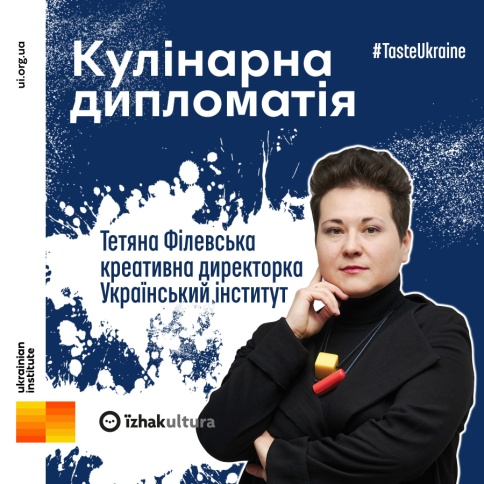 ui.org.ua
#TasteUkraine
Кулінарна
дипломатія
Тетяна Філевська
креативна директорка
Український інститут
ukrainian
institute
їzhakultura